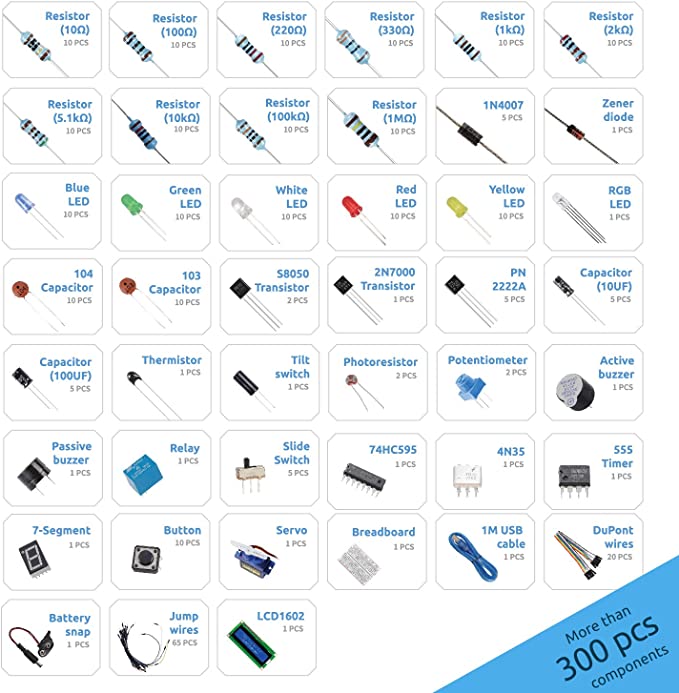 Resistor
(10Ω)
10 PCS
Resistor
(100Ω)
10 PCS
Resistor
(220Ω)
10 PCS
Resistor
(330Ω)
10 PCS
Resistor
(1kΩ)
10 PCS
Resistor
(2kΩ)
10 PCS
Resistor
(5.1kΩ)
10 PCS
Resistor
(10kΩ)
10 PCS
Resistor
(100kΩ)
10 PCS
Resistor
(1MΩ)
10 PCS
1N4007
5 PCS
Zener
diode
1 PCS
Blue
LED
10 PCS
Green
LED
10 PCS
White
LED
10 PCS
Red
LED
10 PCS
Yellow
LED
10 PCS
RGB
LED
1 PCS
104
Capacitor
10 PCS
103
Capacitor
10 PCS
S8050
Transistor
2 PCS
2N7000
Transistor
1 PCS
PN
2222A
5 PCS
Capacitor
(10UF)
5 PCS
Capacitor
(100UF)
5 PCS
Thermistor
1 PCS
Tilt
switch
1 PCS
Photoresistor
2 PCS
Potentiometer
2 PCS
Active
buzzer
1 PCS
Passive
buzzer
1 PCS
Relay
1 PCS
Slide
Switch
5 PCS
74HC595
1 PCS
4N35
1 PCS
555
Timer
1 PCS
7-Segment
1 PCS
Button
10 PCS
Servo
1 PCS
Breadboard
1 PCS
1M USB
cable
1 PCS
DuPont
wires
20 PCS
Battery
snap
1 PCS
Jump
wires
65 PCS
LCD1602
1 PCS
More than
300 pcs
components